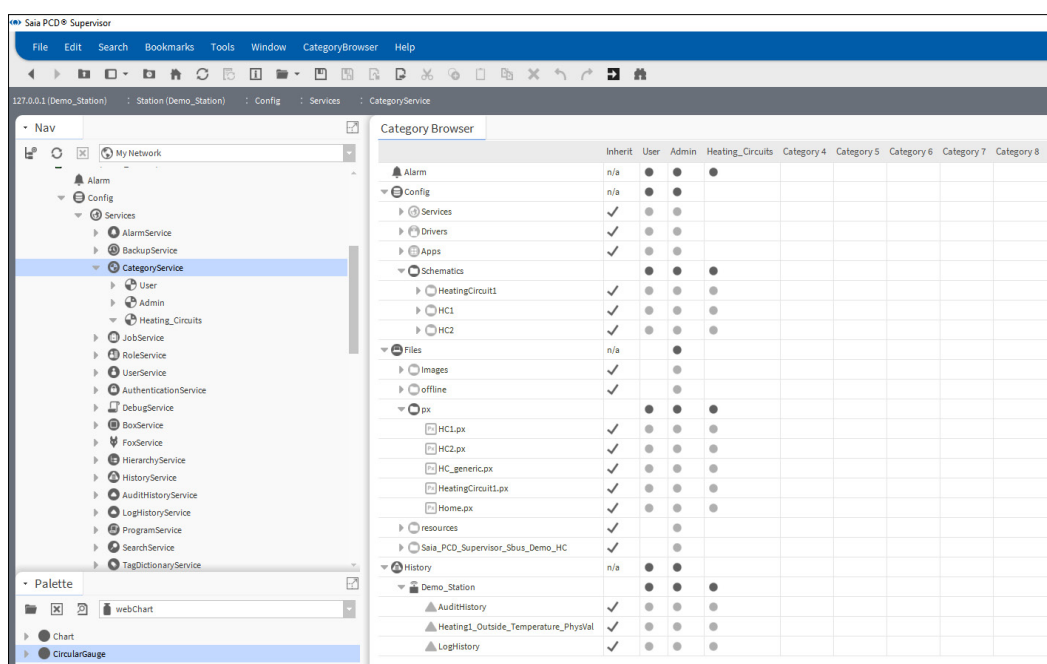 Saia PCD® Supervisor
File Edit Search Bookmarks Tools Window CategoryBrowser Help
127.0.0.1 (Demo_Station) : Station (Demo_Station) : Config : Services : CategoryService
Nav
My Network
Alarm
Config
Services
AlarmService
BackupService
CategoryService
User
Admin
Heating_Circuits
JobService
RoleService
UserService
AuthenticationService
DebugService
BoxService
FoxService
HierarchyService
HistoryService
AuditHistoryService
LogHistoryService
ProgramService
SearchService
TagDictionaryService
Palette
webChart
Chart
CircularGauge
Category Browser
Inherit User Admin Heating_Circuits Category 4 Category 5 Category 6 Category 7 Category 8
Alarm n/a
Config n/a
Services
Drivers
Apps
Schematics
HeatingCircuit1
HC1
HC2
Files n/a
Images
offline
px
Px HC1.px
Px HC2.px
Px HC_generic.px
Px HeatingCircuit1.px
Px Home.px
resources
Saia_PCD_Supervisor_Sbus_Demo_HC
History n/a
Demo_Station
AuditHistory
Heating1_Outside_Temperature_PhysVal
LogHistory